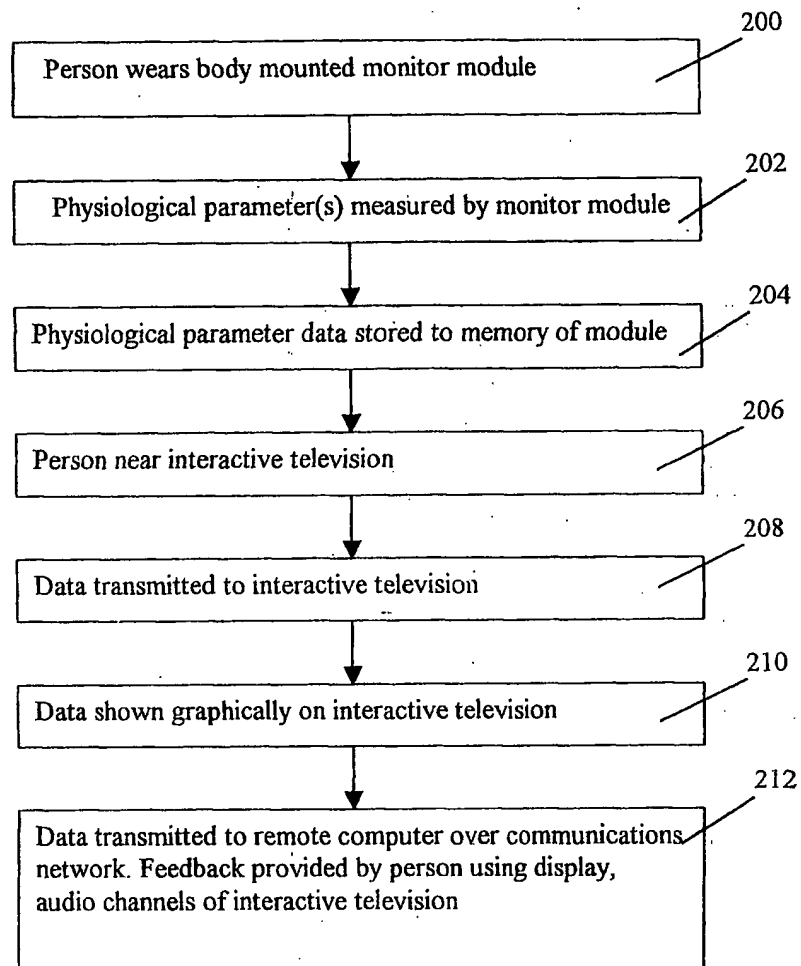 200
Person wears body mounted monitor module
202
Physiological parameter(s) measured by monitor module
204
Physiological parameter data stored to memory of module
206
Person near interactive television
208
Data transmitted to interactive television
210
Data shown graphically on interactive television
212
Data transmitted to remote computer over communications
network. Feedback provided by person using display,
audio channels of interactive television